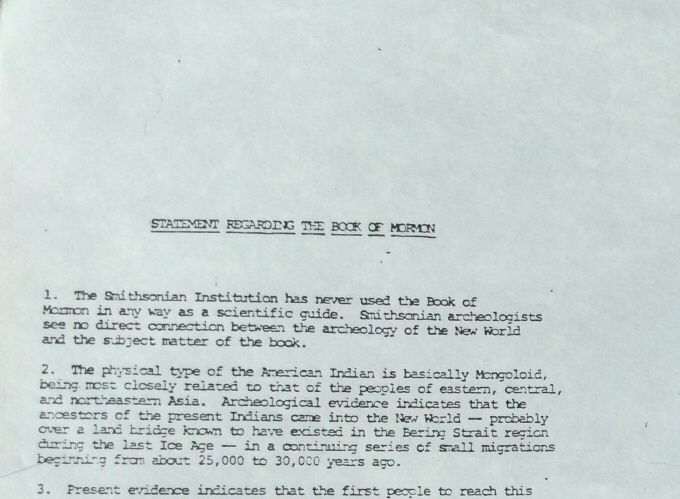 STATEMENT REGARDING THE BOOK OF MORMON
1. The Smithsonian Institution has never used the Book of
Mormon in any way as a scientific guide. Smithsonian archeologists
see no direct connection between the archeology of the New World
and the subject matter of the book.
2. The physical type of the American Indian is basically Mongoloid,
being most closely related to that of the peoples of eastern, central,
and northeastern Asia. Archeological evidence indicates that the
ancestors of the present Indians came into the New World — probably
over a land bridge known to have existed in the Bering Strait region
during the last Ice Age — in a continuing series of small migrations
beginning from about 25,000 to 30,000 years ago.
3. Present evidence indicates that the first people to reach this